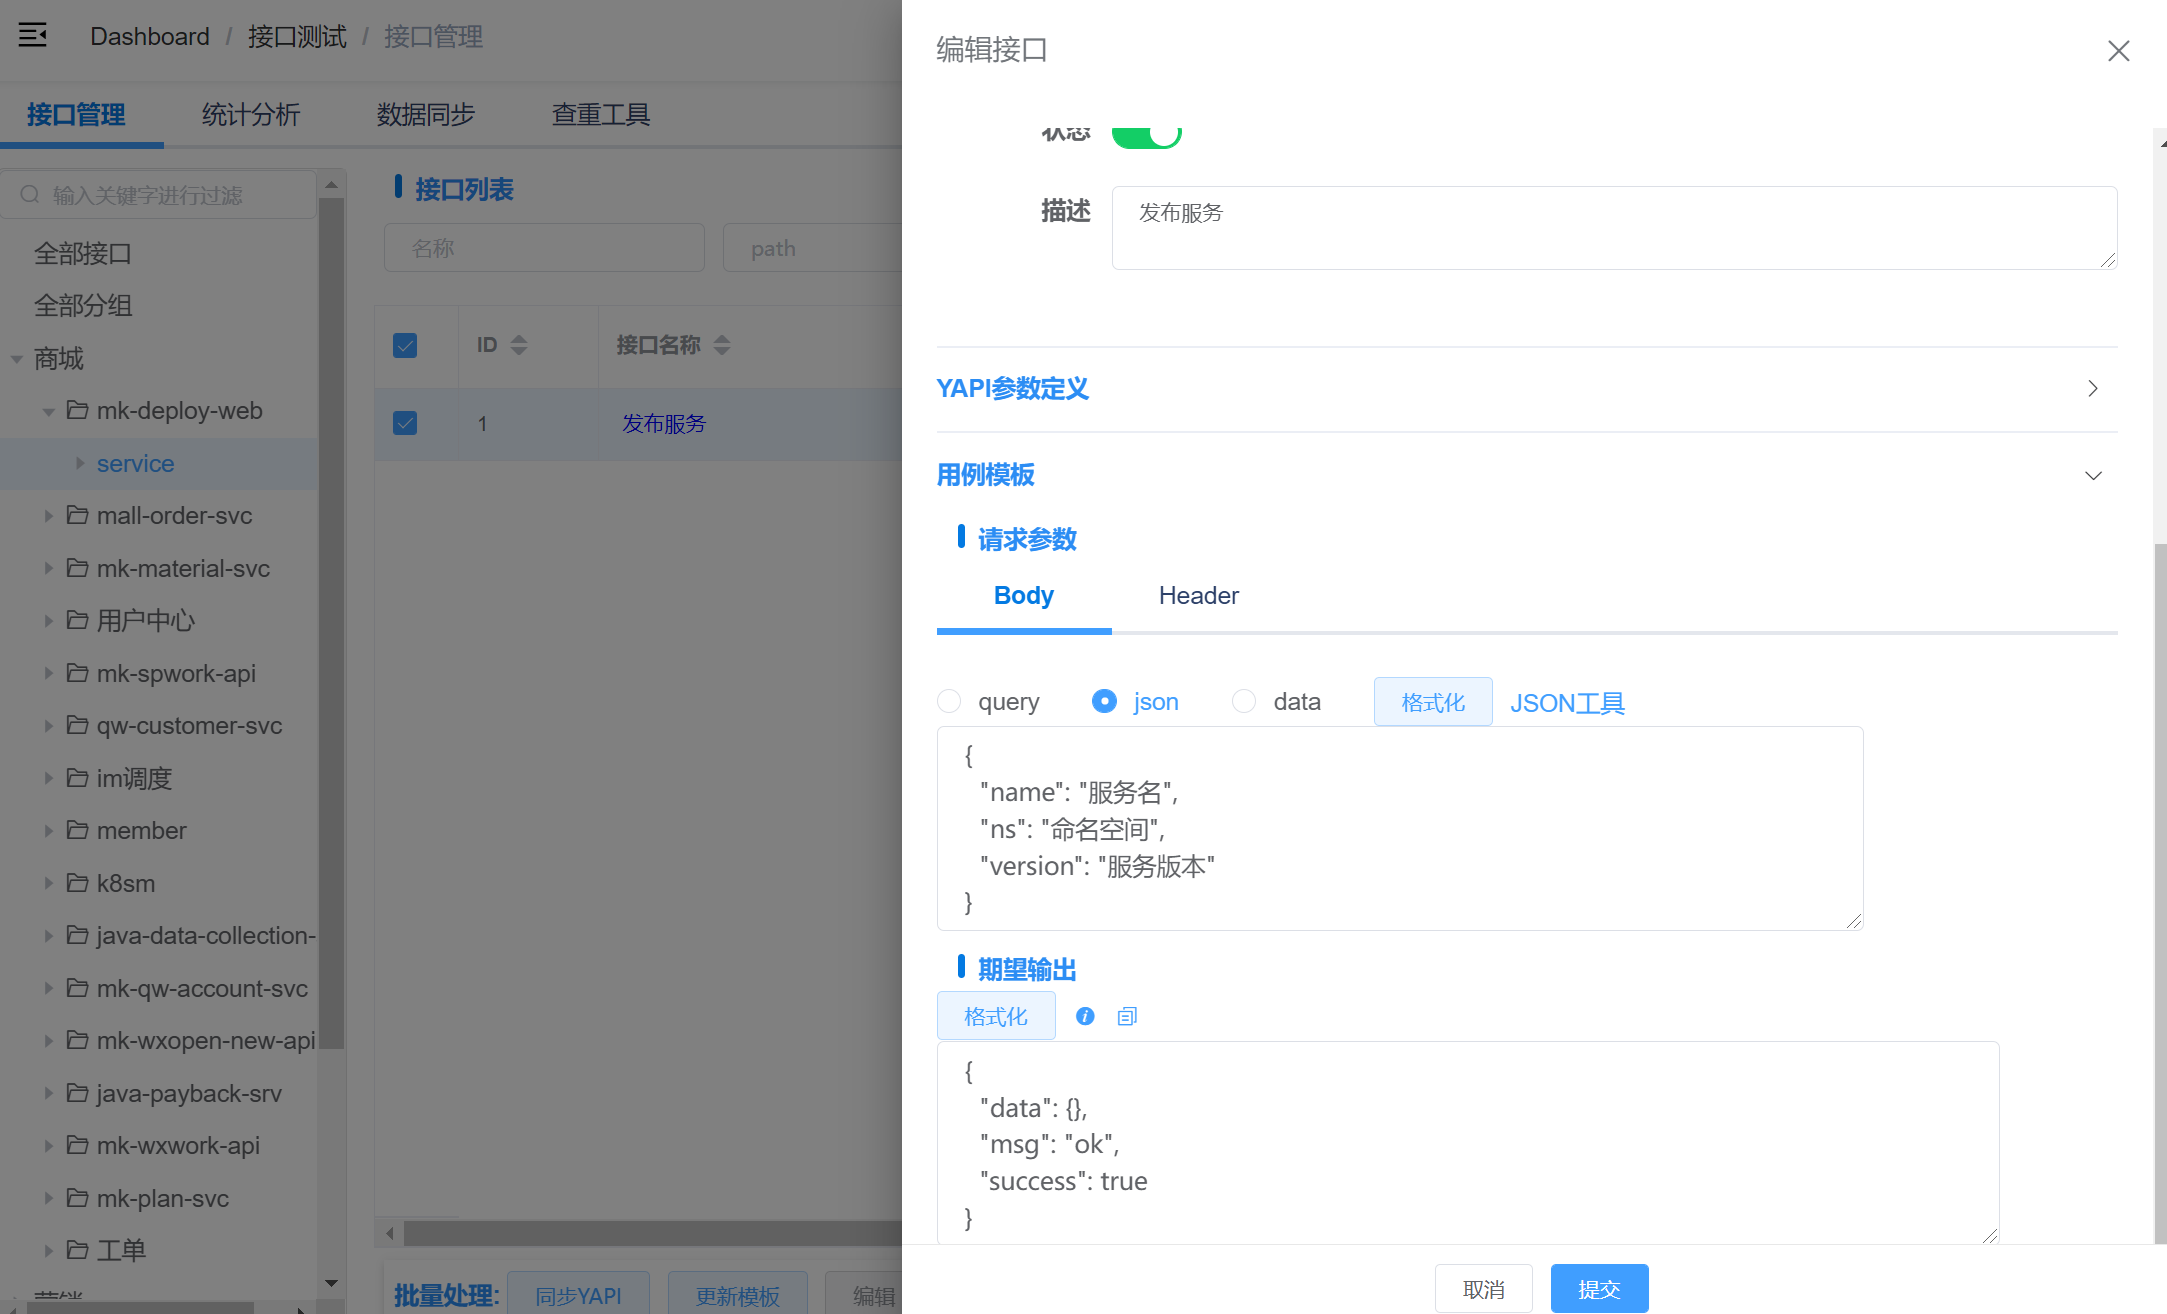 Dashboard / 接口测试 / 接口管理
接口管理 统计分析 数据同步 查重工具
输入关键字进行过滤
全部接口
全部分组
商城
mk-deploy-web
service
mall-order-svc
mk-material-svc
用户中心
mk-spwork-api
qw-customer-svc
im调度
member
k8sm
java-data-collection-
mk-qw-account-svc
mk-wxopen-new-api
java-payback-srv
mk-wxwork-api
mk-plan-svc
工单
营销
接口列表
名称 path
ID 接口名称
1 发布服务
批量处理: 同步YAPI 更新模板 编辑
编辑接口
状态
描述 发布服务
YAPI参数定义
用例模板
请求参数
Body Header
query json data 格式化 JSON工具
{
"name": "服务名",
"ns": "命名空间",
"version": "服务版本"
}
期望输出
格式化
{
"data": {},
"msg": "ok",
"success": true
}
取消 提交